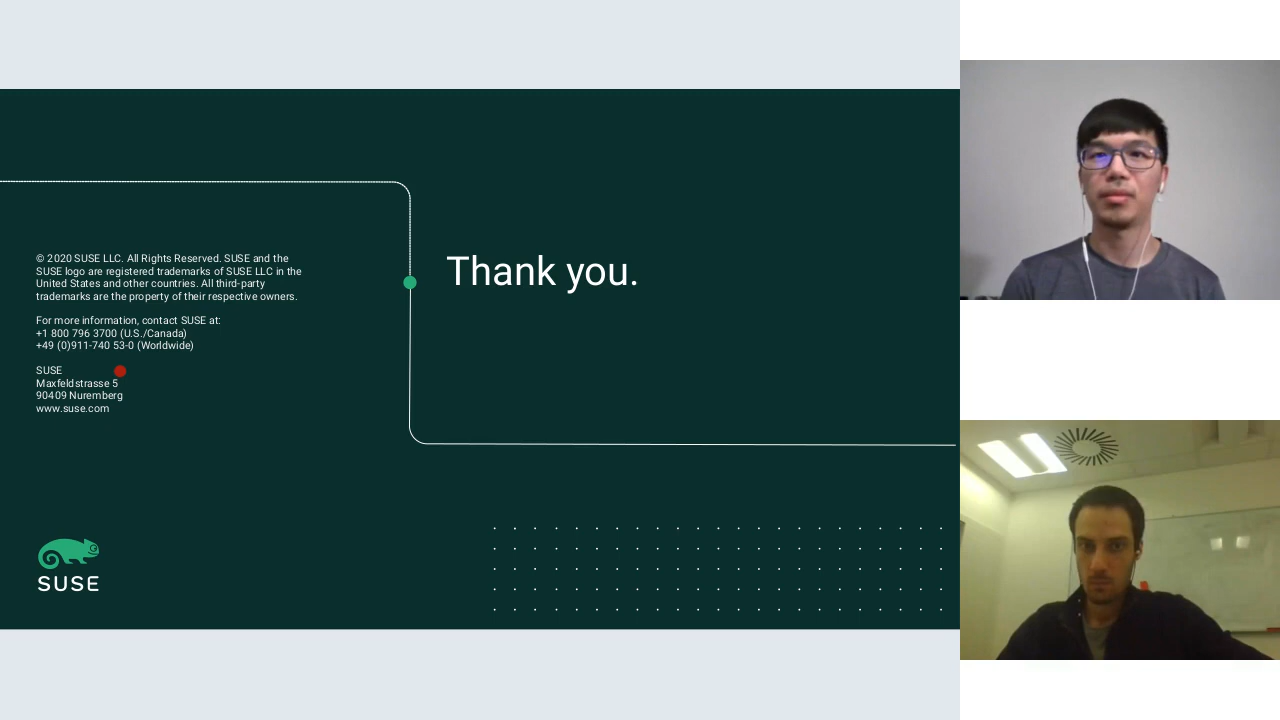 © 2020 SUSE LLC. All Rights Reserved. SUSE and the
SUSE logo are registered trademarks of SUSE LLC in the
United States and other countries. All third-party
trademarks are the property of their respective owners.
For more information, contact SUSE at:
+1 800 796 3700 (U.S./Canada)
+49 (0)911-740 53-0 (Worldwide)
SUSE
Maxfeldstrasse 5
90409 Nuremberg
www.suse.com
Thank you.
SUSE